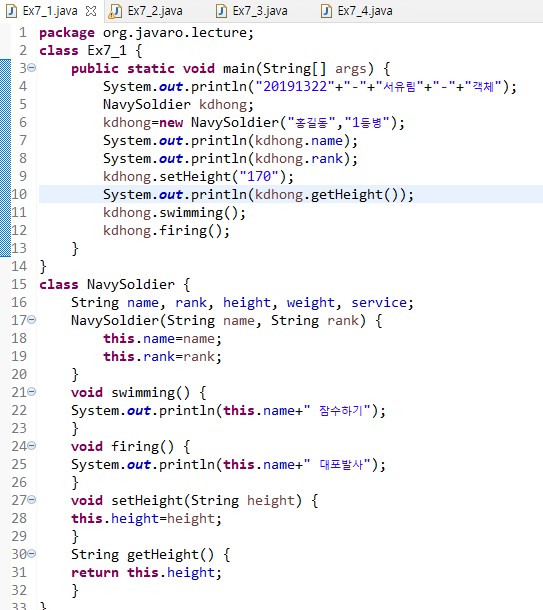 Ex7_1.java Ex7_2.java Ex7_3.java Ex7_4.java
1 package org.javaro.lecture;
2 class Ex7_1 {
3 public static void main(String[] args) {
4 System.out.println("20191322"+"-"+"서유림"+"-"+"객체");
5 NavySoldier kdhong;
6 kdhong=new NavySoldier("홍길동","1등병");
7 System.out.println(kdhong.name);
8 System.out.println(kdhong.rank);
9 kdhong.setHeight("170");
10 System.out.println(kdhong.getHeight());
11 kdhong.swimming();
12 kdhong.firing();
13 }
14 }
15 class NavySoldier {
16 String name, rank, height, weight, service;
17 NavySoldier(String name, String rank) {
18 this.name=name;
19 this.rank=rank;
20 }
21 void swimming() {
22 System.out.println(this.name+" 잠수하기");
23 }
24 void firing() {
25 System.out.println(this.name+" 대포발사");
26 }
27 void setHeight(String height) {
28 this.height=height;
29 }
30 String getHeight() {
31 return this.height;
32 }
33 }